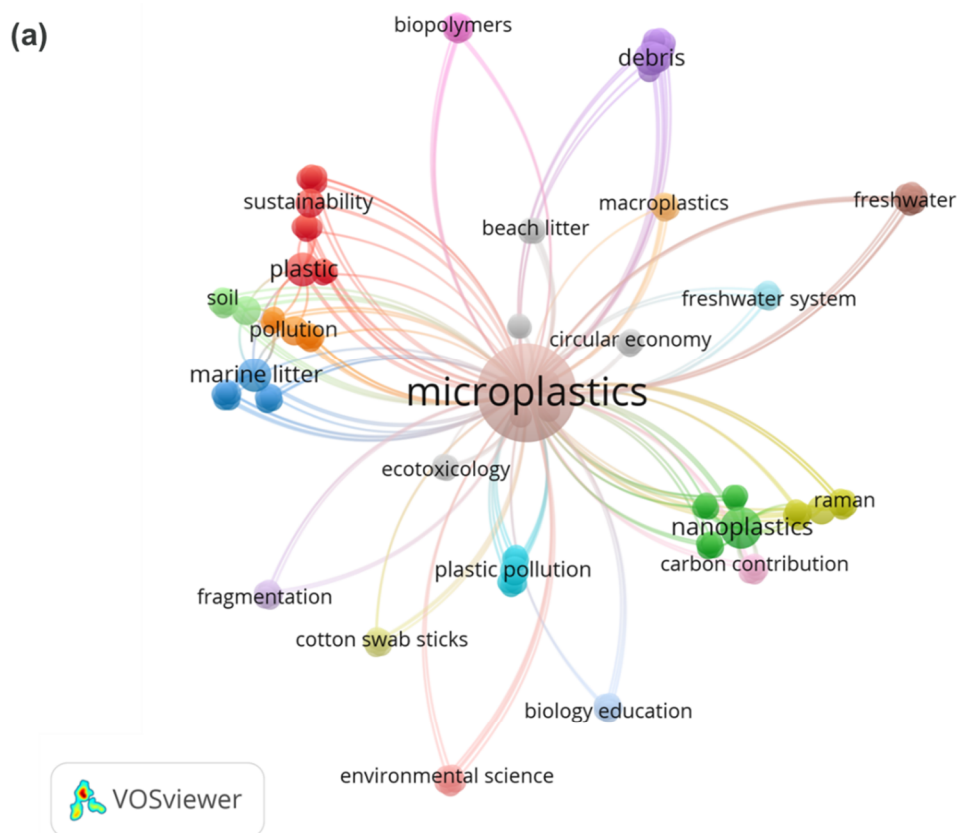 (a)
biopolymers
debris
sustainability
macroplastics
freshwater
beach litter
plastic
soil
freshwater system
pollution
circular economy
marine litter
microplastics
ecotoxicology
raman
nanoplastics
carbon contribution
plastic pollution
fragmentation
cotton swab sticks
biology education
environmental science
VOSviewer